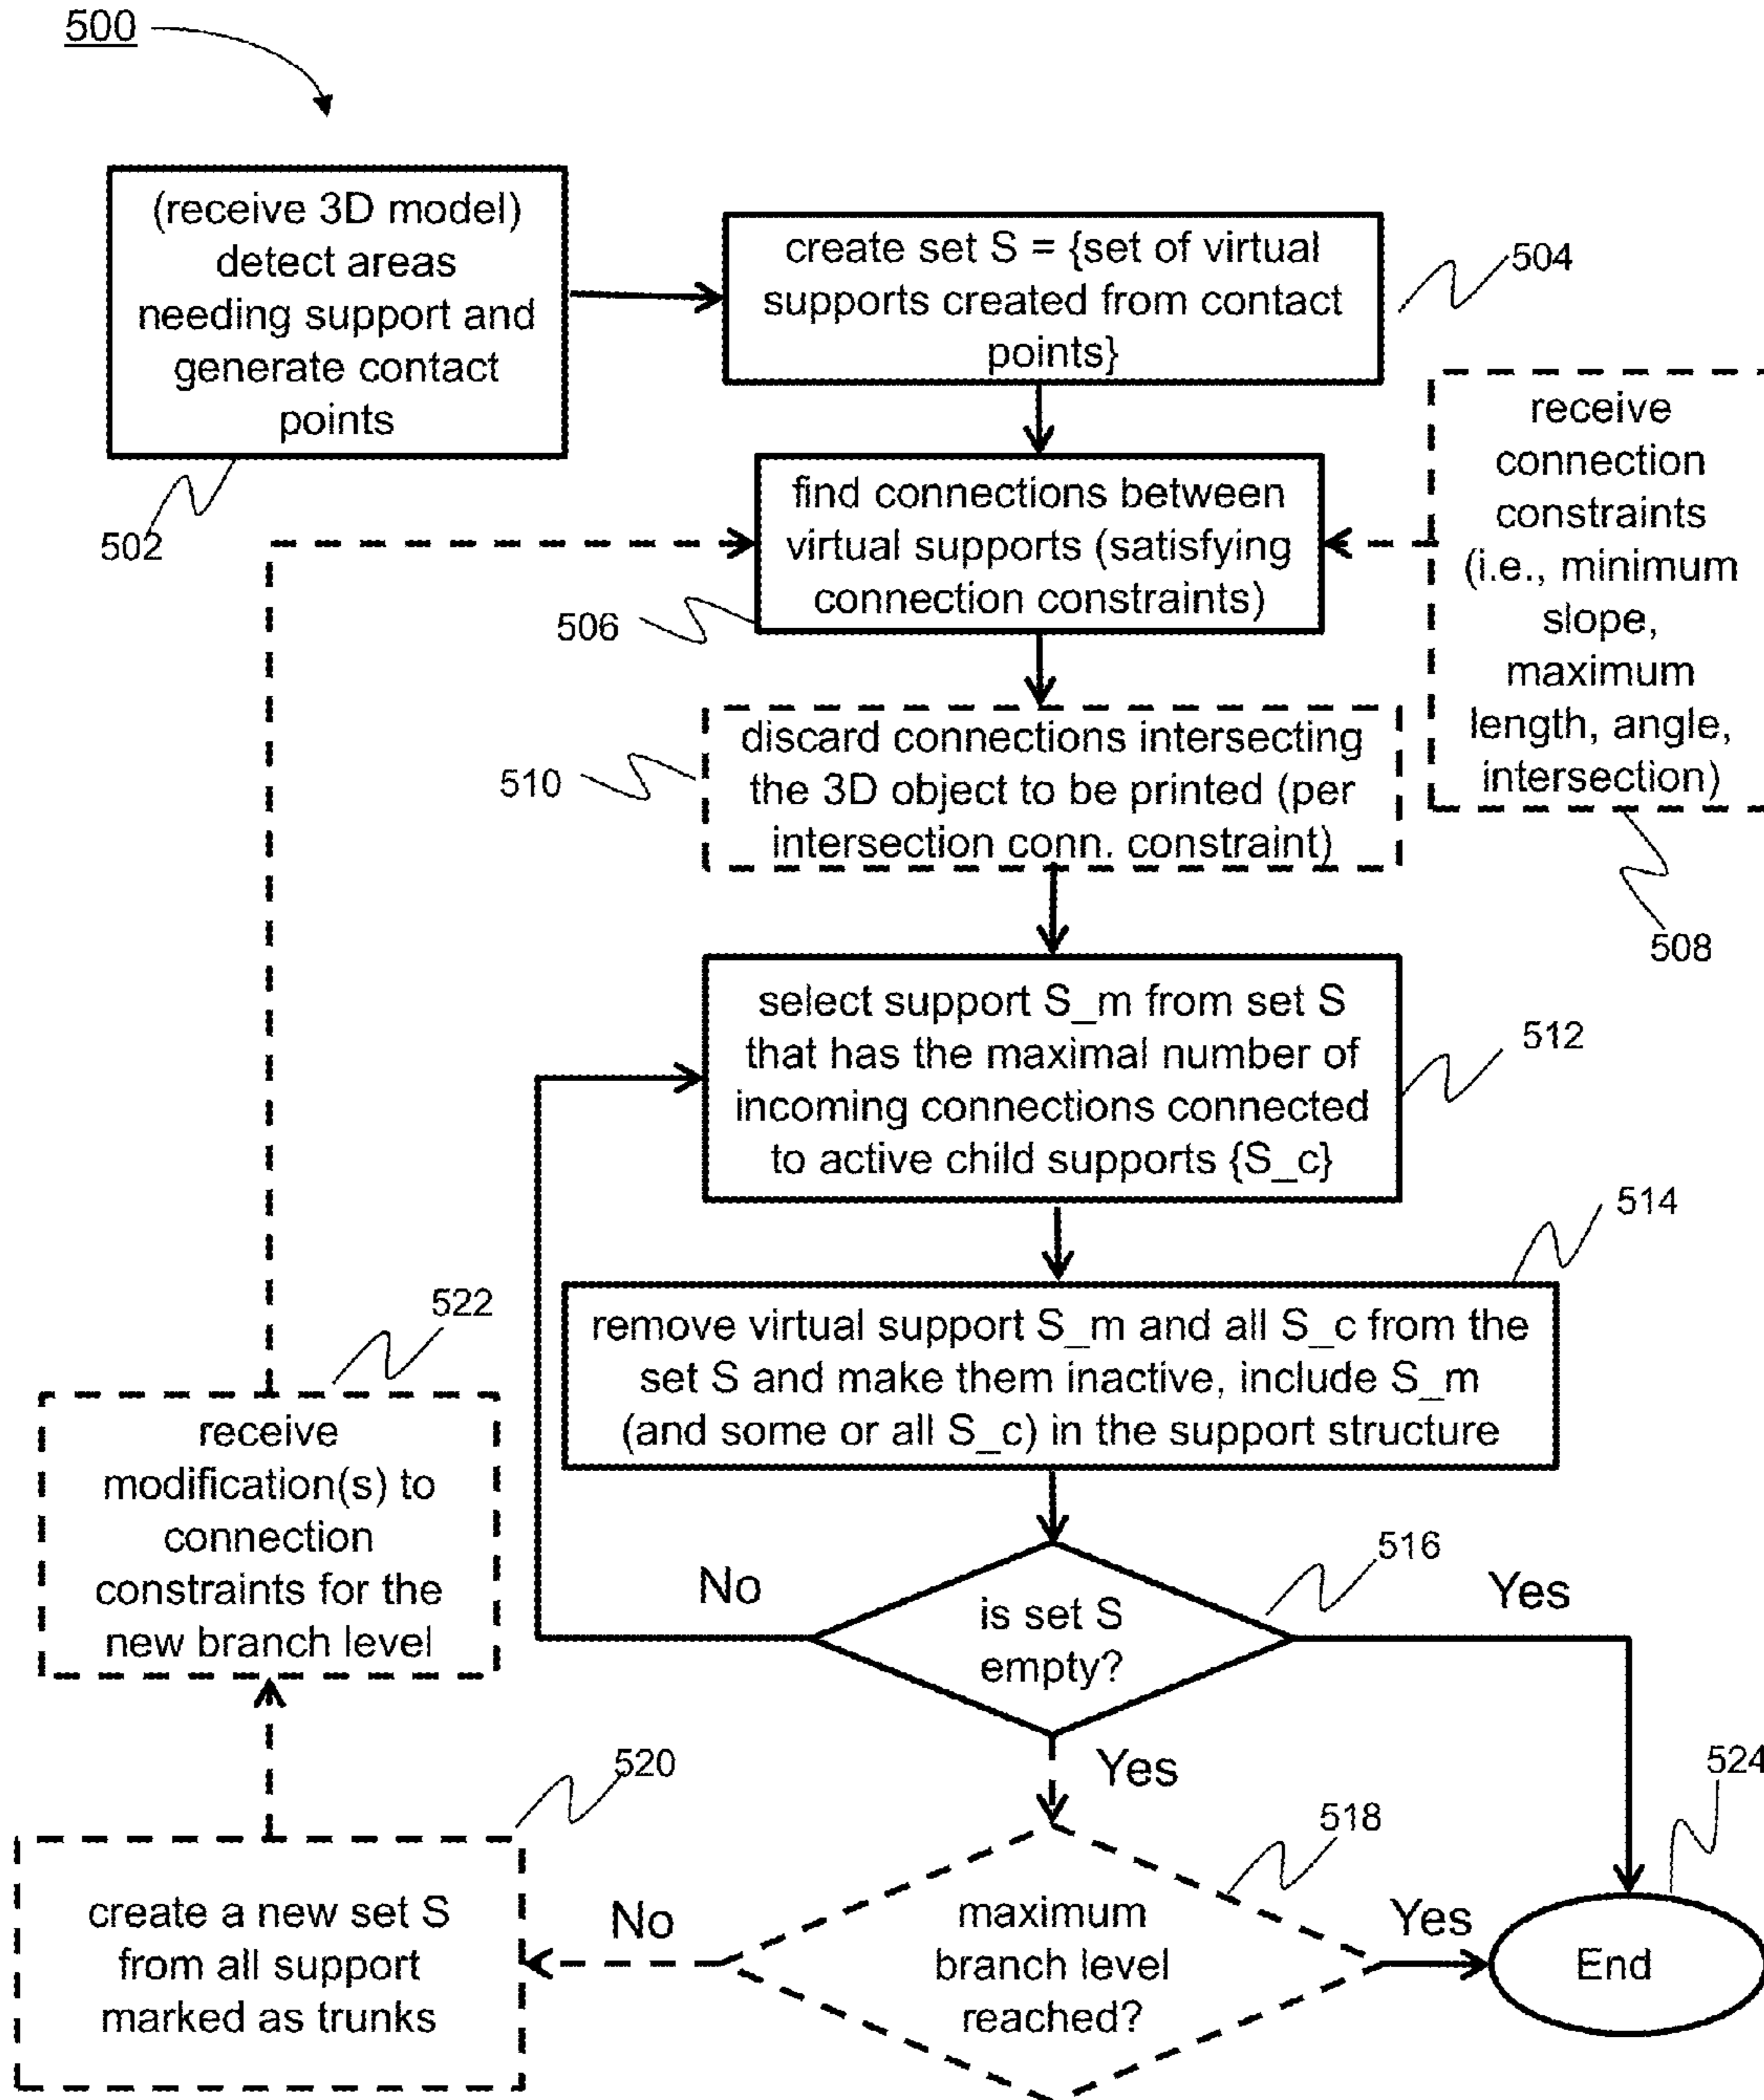 500
(receive 3D model)
detect areas
needing support and
generate contact
points
502
create set S = {set of virtual
supports created from contact
points}
504
find connections between
virtual supports (satisfying
connection constraints)
506
receive
connection
constraints
(i.e., minimum
slope,
maximum
length, angle,
intersection)
508
discard connections intersecting
the 3D object to be printed (per
intersection conn. constraint)
510
select support S_m from set S
that has the maximal number of
incoming connections connected
to active child supports {S_c}
512
remove virtual support S_m and all S_c from the
set S and make them inactive, include S_m
(and some or all S_c) in the support structure
514
is set S
empty?
516
No
Yes
Yes
maximum
branch level
reached?
518
No
Yes
create a new set S
from all support
marked as trunks
520
receive
modification(s) to
connection
constraints for the
new branch level
522
End
524